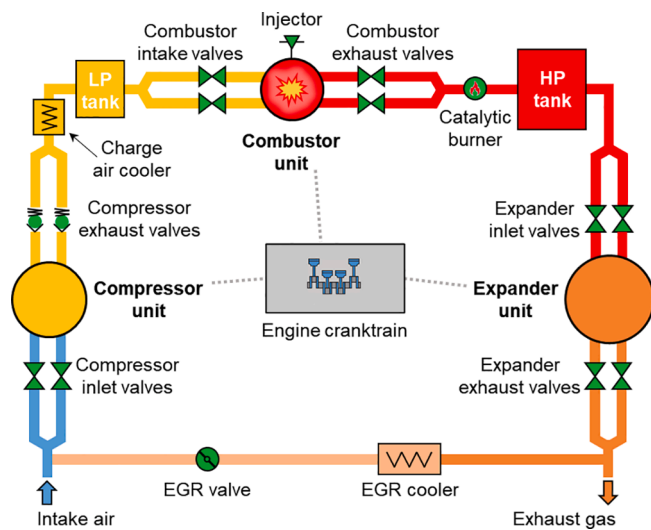 Injector
Combustor
intake valves
Combustor
exhaust valves
LP
tank
HP
tank
Catalytic
burner
Combustor
unit
Charge
air cooler
Compressor
exhaust valves
Expander
inlet valves
Compressor
unit
Expander
unit
Engine cranktrain
Compressor
inlet valves
Expander
exhaust valves
EGR valve
EGR cooler
Intake air
Exhaust gas